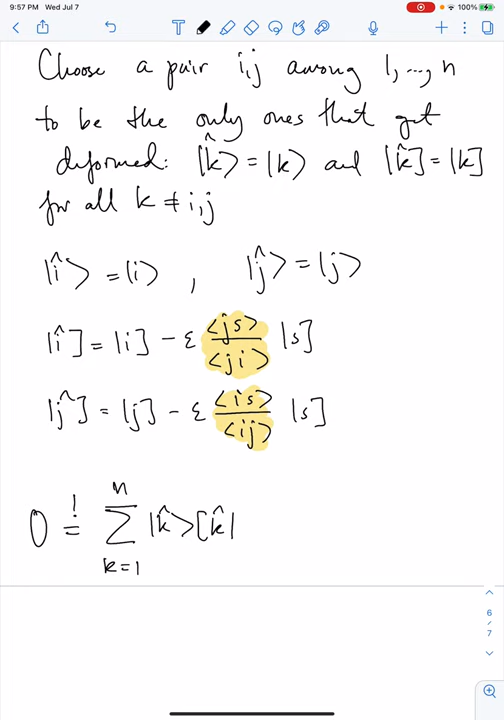 9:57 PM Wed Jul 7
100%
Choose a pair i,j among 1,...,n
to be the only ones that get
deformed: |k̂⟩ = |k⟩ and |k̂] = |k]
for all k ≠ i,j
|î⟩ = |i⟩ , |ĵ⟩ = |j⟩
|î] = |i] - ε <js>/<ji> |s]
|ĵ] = |j] - ε <is>/<ij> |s]
0 =! Σ_{k=1}^{n} |k̂⟩[k̂|
6
/
7